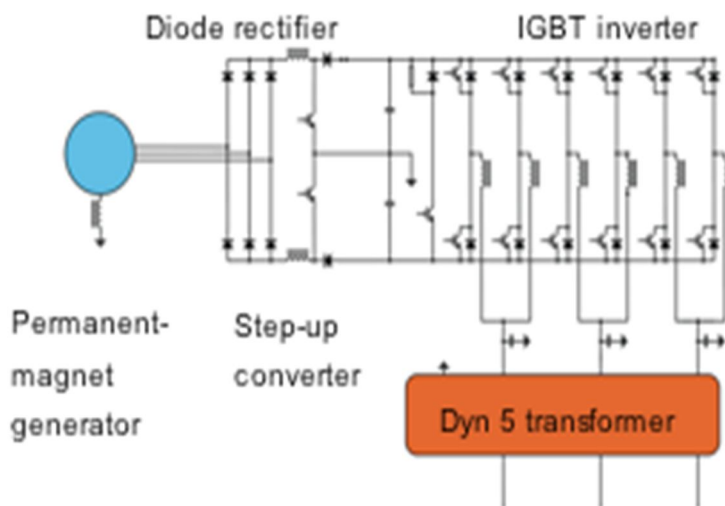 Diode rectifier
IGBT inverter
Permanent-
magnet
generator
Step-up
converter
Dyn 5 transformer